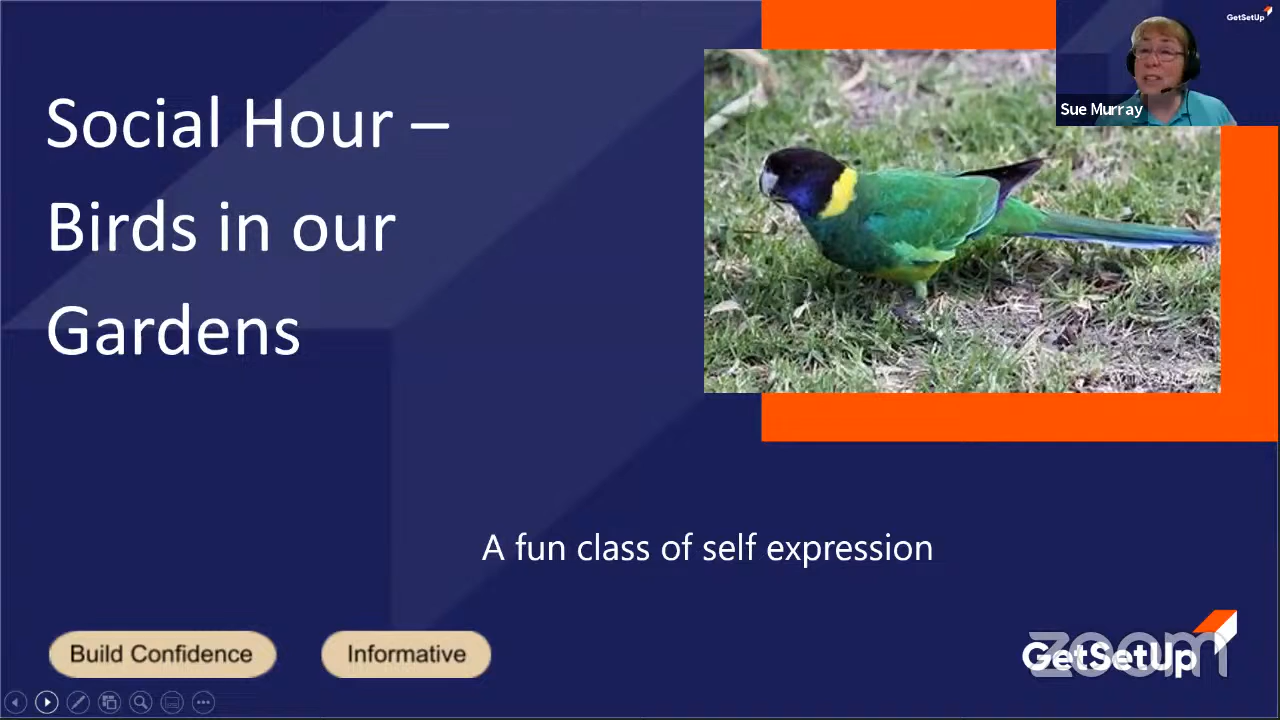 Social Hour –
Birds in our
Gardens
GetSetUp
Sue Murray
A fun class of self expression
Build Confidence
Informative
zoom
GetSetUp